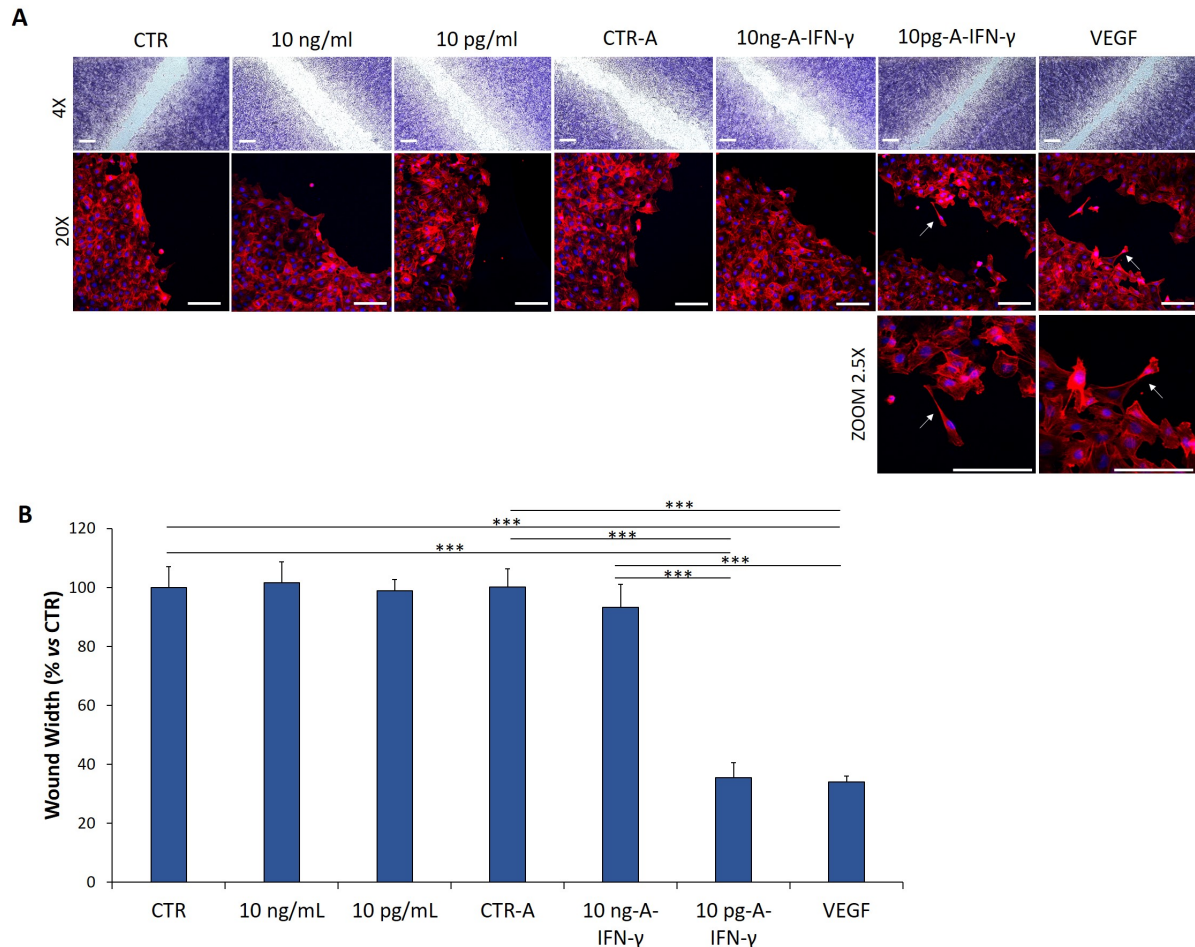 A
CTR 10 ng/ml 10 pg/ml CTR-A 10ng-A-IFN-γ 10pg-A-IFN-γ VEGF
4X
20X
ZOOM 2.5X
B
***
***
***
***
***
***
Wound Width (% vs CTR)
120
100
80
60
40
20
0
CTR 10 ng/mL 10 pg/mL CTR-A 10 ng-A- 10 pg-A- VEGF
IFN-γ IFN-γ